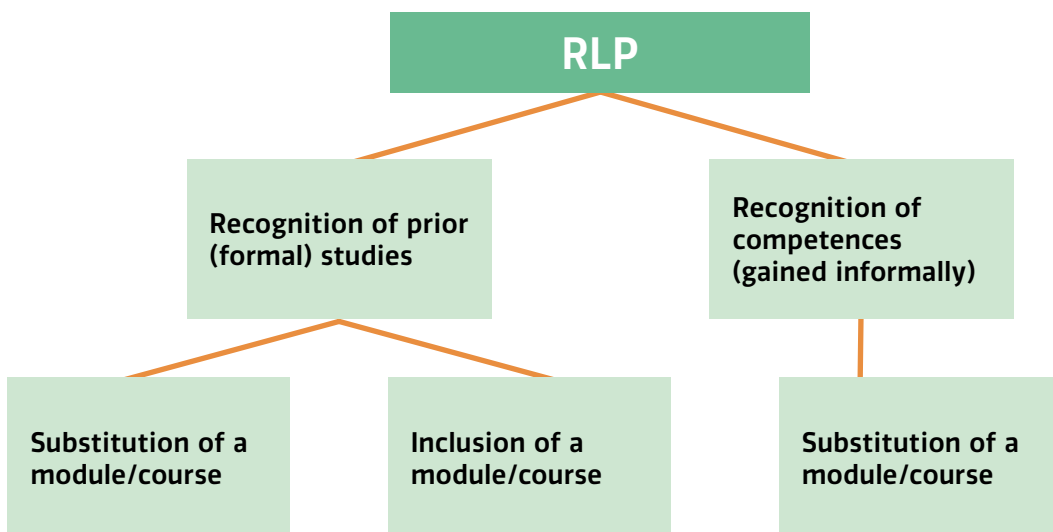 RLP
Recognition of prior
(formal) studies
Recognition of
competences
(gained informally)
Substitution of a
module/course
Inclusion of a
module/course
Substitution of a
module/course